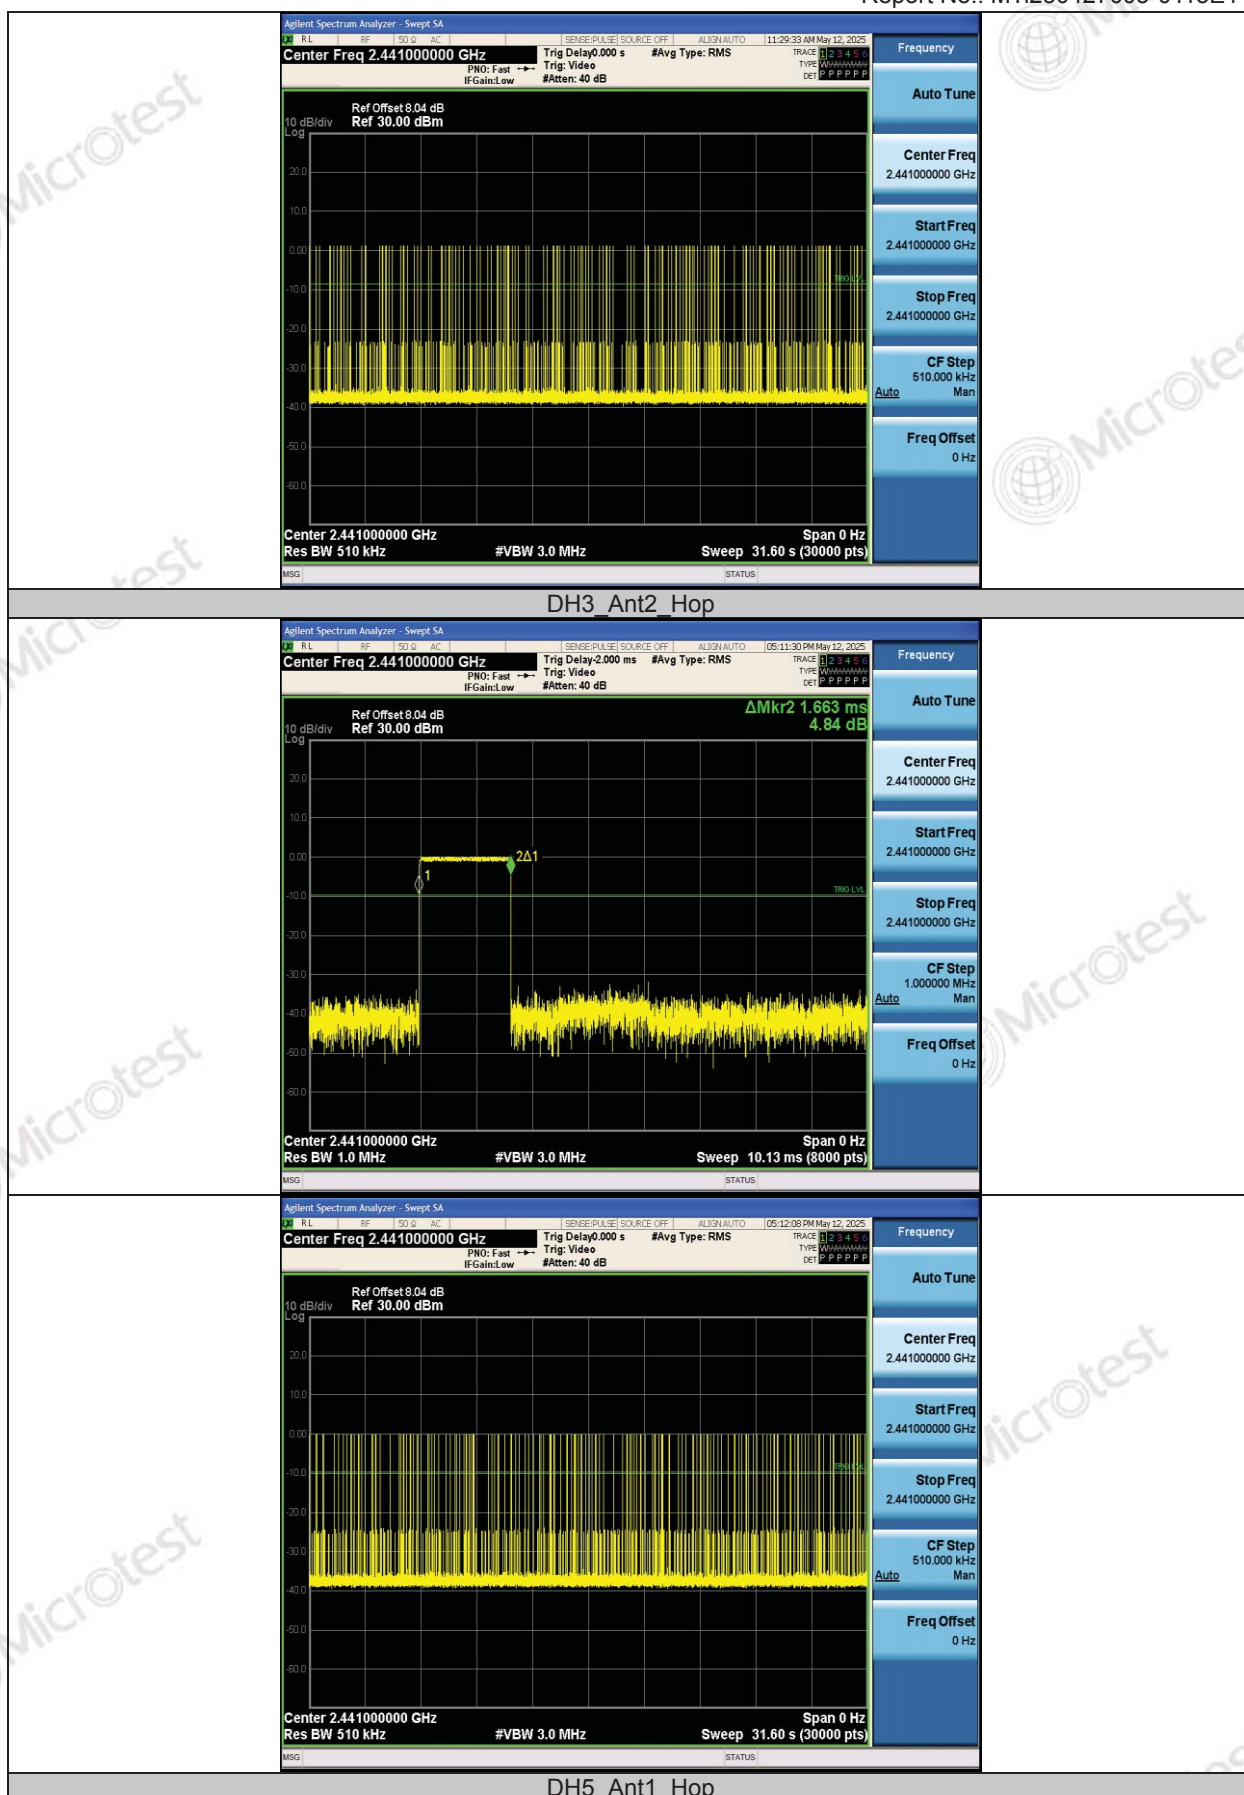 Agilent Spectrum Analyzer - Swept SA
RL RF 50 Ω AC SENSE:PULSE SOURCE OFF ALIGN AUTO 11:29:33 AM May 12, 2025
Center Freq 2.441000000 GHz
PNO: Fast
IFGain:Low
Trig Delay0.000 s
Trig: Video
#Atten: 40 dB
#Avg Type: RMS
TRACE 1 2 3 4 5 6
TYPE W
DET P P P P P P
Frequency
Auto Tune
Center Freq
2.441000000 GHz
Start Freq
2.441000000 GHz
Stop Freq
2.441000000 GHz
CF Step
510.000 kHz
Auto Man
Freq Offset
0 Hz
Ref Offset 8.04 dB
10 dB/div Ref 30.00 dBm
Log
20.0
10.0
0.00
TRIG LVL
-10.0
-20.0
-30.0
-40.0
-50.0
-60.0
Center 2.441000000 GHz Span 0 Hz
Res BW 510 kHz #VBW 3.0 MHz Sweep 31.60 s (30000 pts)
MSG STATUS
DH3_Ant2_Hop
Agilent Spectrum Analyzer - Swept SA
RL RF 50 Ω AC SENSE:PULSE SOURCE OFF ALIGN AUTO 05:11:30 PM May 12, 2025
Center Freq 2.441000000 GHz
PNO: Fast
IFGain:Low
Trig Delay-2.000 ms
Trig: Video
#Atten: 40 dB
#Avg Type: RMS
TRACE 1 2 3 4 5 6
TYPE W
DET P P P P P P
Frequency
Auto Tune
Center Freq
2.441000000 GHz
Start Freq
2.441000000 GHz
Stop Freq
2.441000000 GHz
CF Step
1.000000 MHz
Auto Man
Freq Offset
0 Hz
ΔMkr2 1.663 ms
4.84 dB
Ref Offset 8.04 dB
10 dB/div Ref 30.00 dBm
Log
20.0
10.0
0.00
2Δ1
1
TRIG LVL
-10.0
-20.0
-30.0
-40.0
-50.0
-60.0
Center 2.441000000 GHz Span 0 Hz
Res BW 1.0 MHz #VBW 3.0 MHz Sweep 10.13 ms (8000 pts)
MSG STATUS
Agilent Spectrum Analyzer - Swept SA
RL RF 50 Ω AC SENSE:PULSE SOURCE OFF ALIGN AUTO 05:12:08 PM May 12, 2025
Center Freq 2.441000000 GHz
PNO: Fast
IFGain:Low
Trig Delay0.000 s
Trig: Video
#Atten: 40 dB
#Avg Type: RMS
TRACE 1 2 3 4 5 6
TYPE W
DET P P P P P P
Frequency
Auto Tune
Center Freq
2.441000000 GHz
Start Freq
2.441000000 GHz
Stop Freq
2.441000000 GHz
CF Step
510.000 kHz
Auto Man
Freq Offset
0 Hz
Ref Offset 8.04 dB
10 dB/div Ref 30.00 dBm
Log
20.0
10.0
0.00
TRIG LVL
-10.0
-20.0
-30.0
-40.0
-50.0
-60.0
Center 2.441000000 GHz Span 0 Hz
Res BW 510 kHz #VBW 3.0 MHz Sweep 31.60 s (30000 pts)
MSG STATUS
DH5_Ant1_Hop
Microtest
Microtest
Microtest
Microtest
Microtest